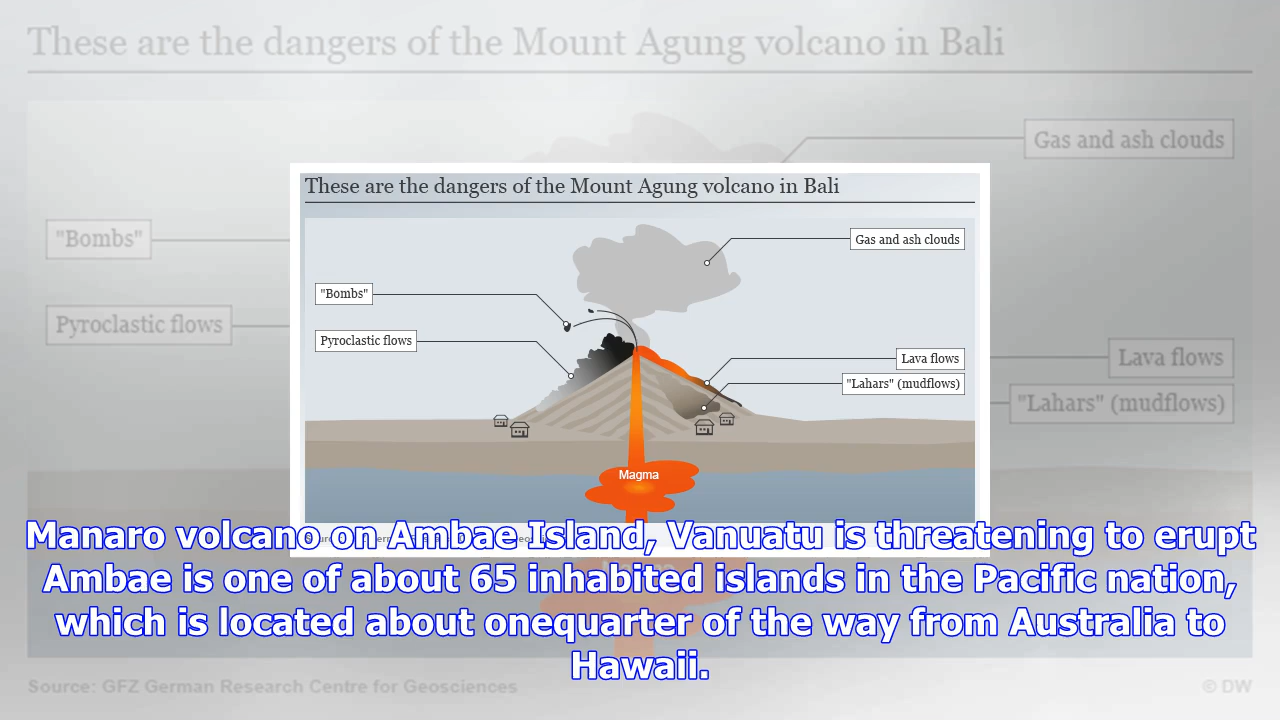 These are the dangers of the Mount Agung volcano in Bali
Gas and ash clouds
"Bombs"
Pyroclastic flows
Lava flows
"Lahars" (mudflows)
These are the dangers of the Mount Agung volcano in Bali
Gas and ash clouds
"Bombs"
Pyroclastic flows
Lava flows
"Lahars" (mudflows)
Magma
Manaro volcano on Ambae Island, Vanuatu is threatening to erupt
Ambae is one of about 65 inhabited islands in the Pacific nation,
which is located about onequarter of the way from Australia to
Hawaii.
Source: GFZ German Research Centre for Geosciences
© DW